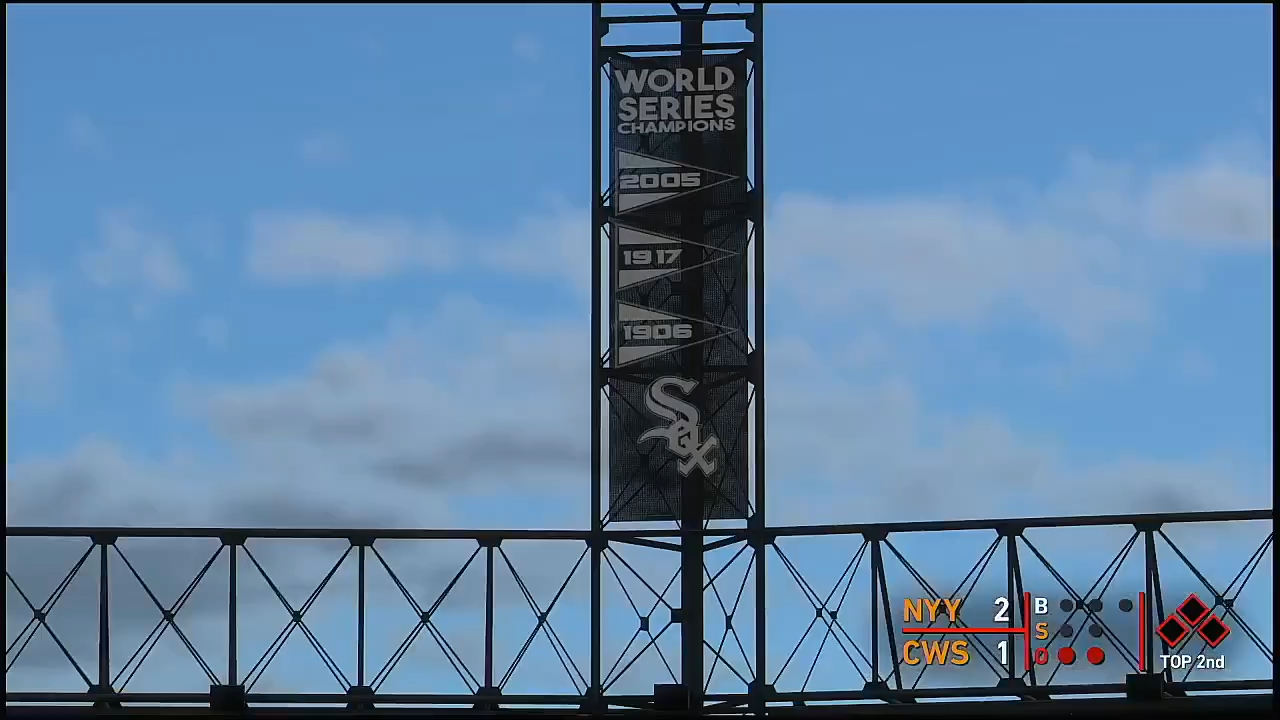 WORLD
SERIES
CHAMPIONS
2005
1917
1906
Sox
NYY 2
CWS 1
B
S
O
TOP 2nd